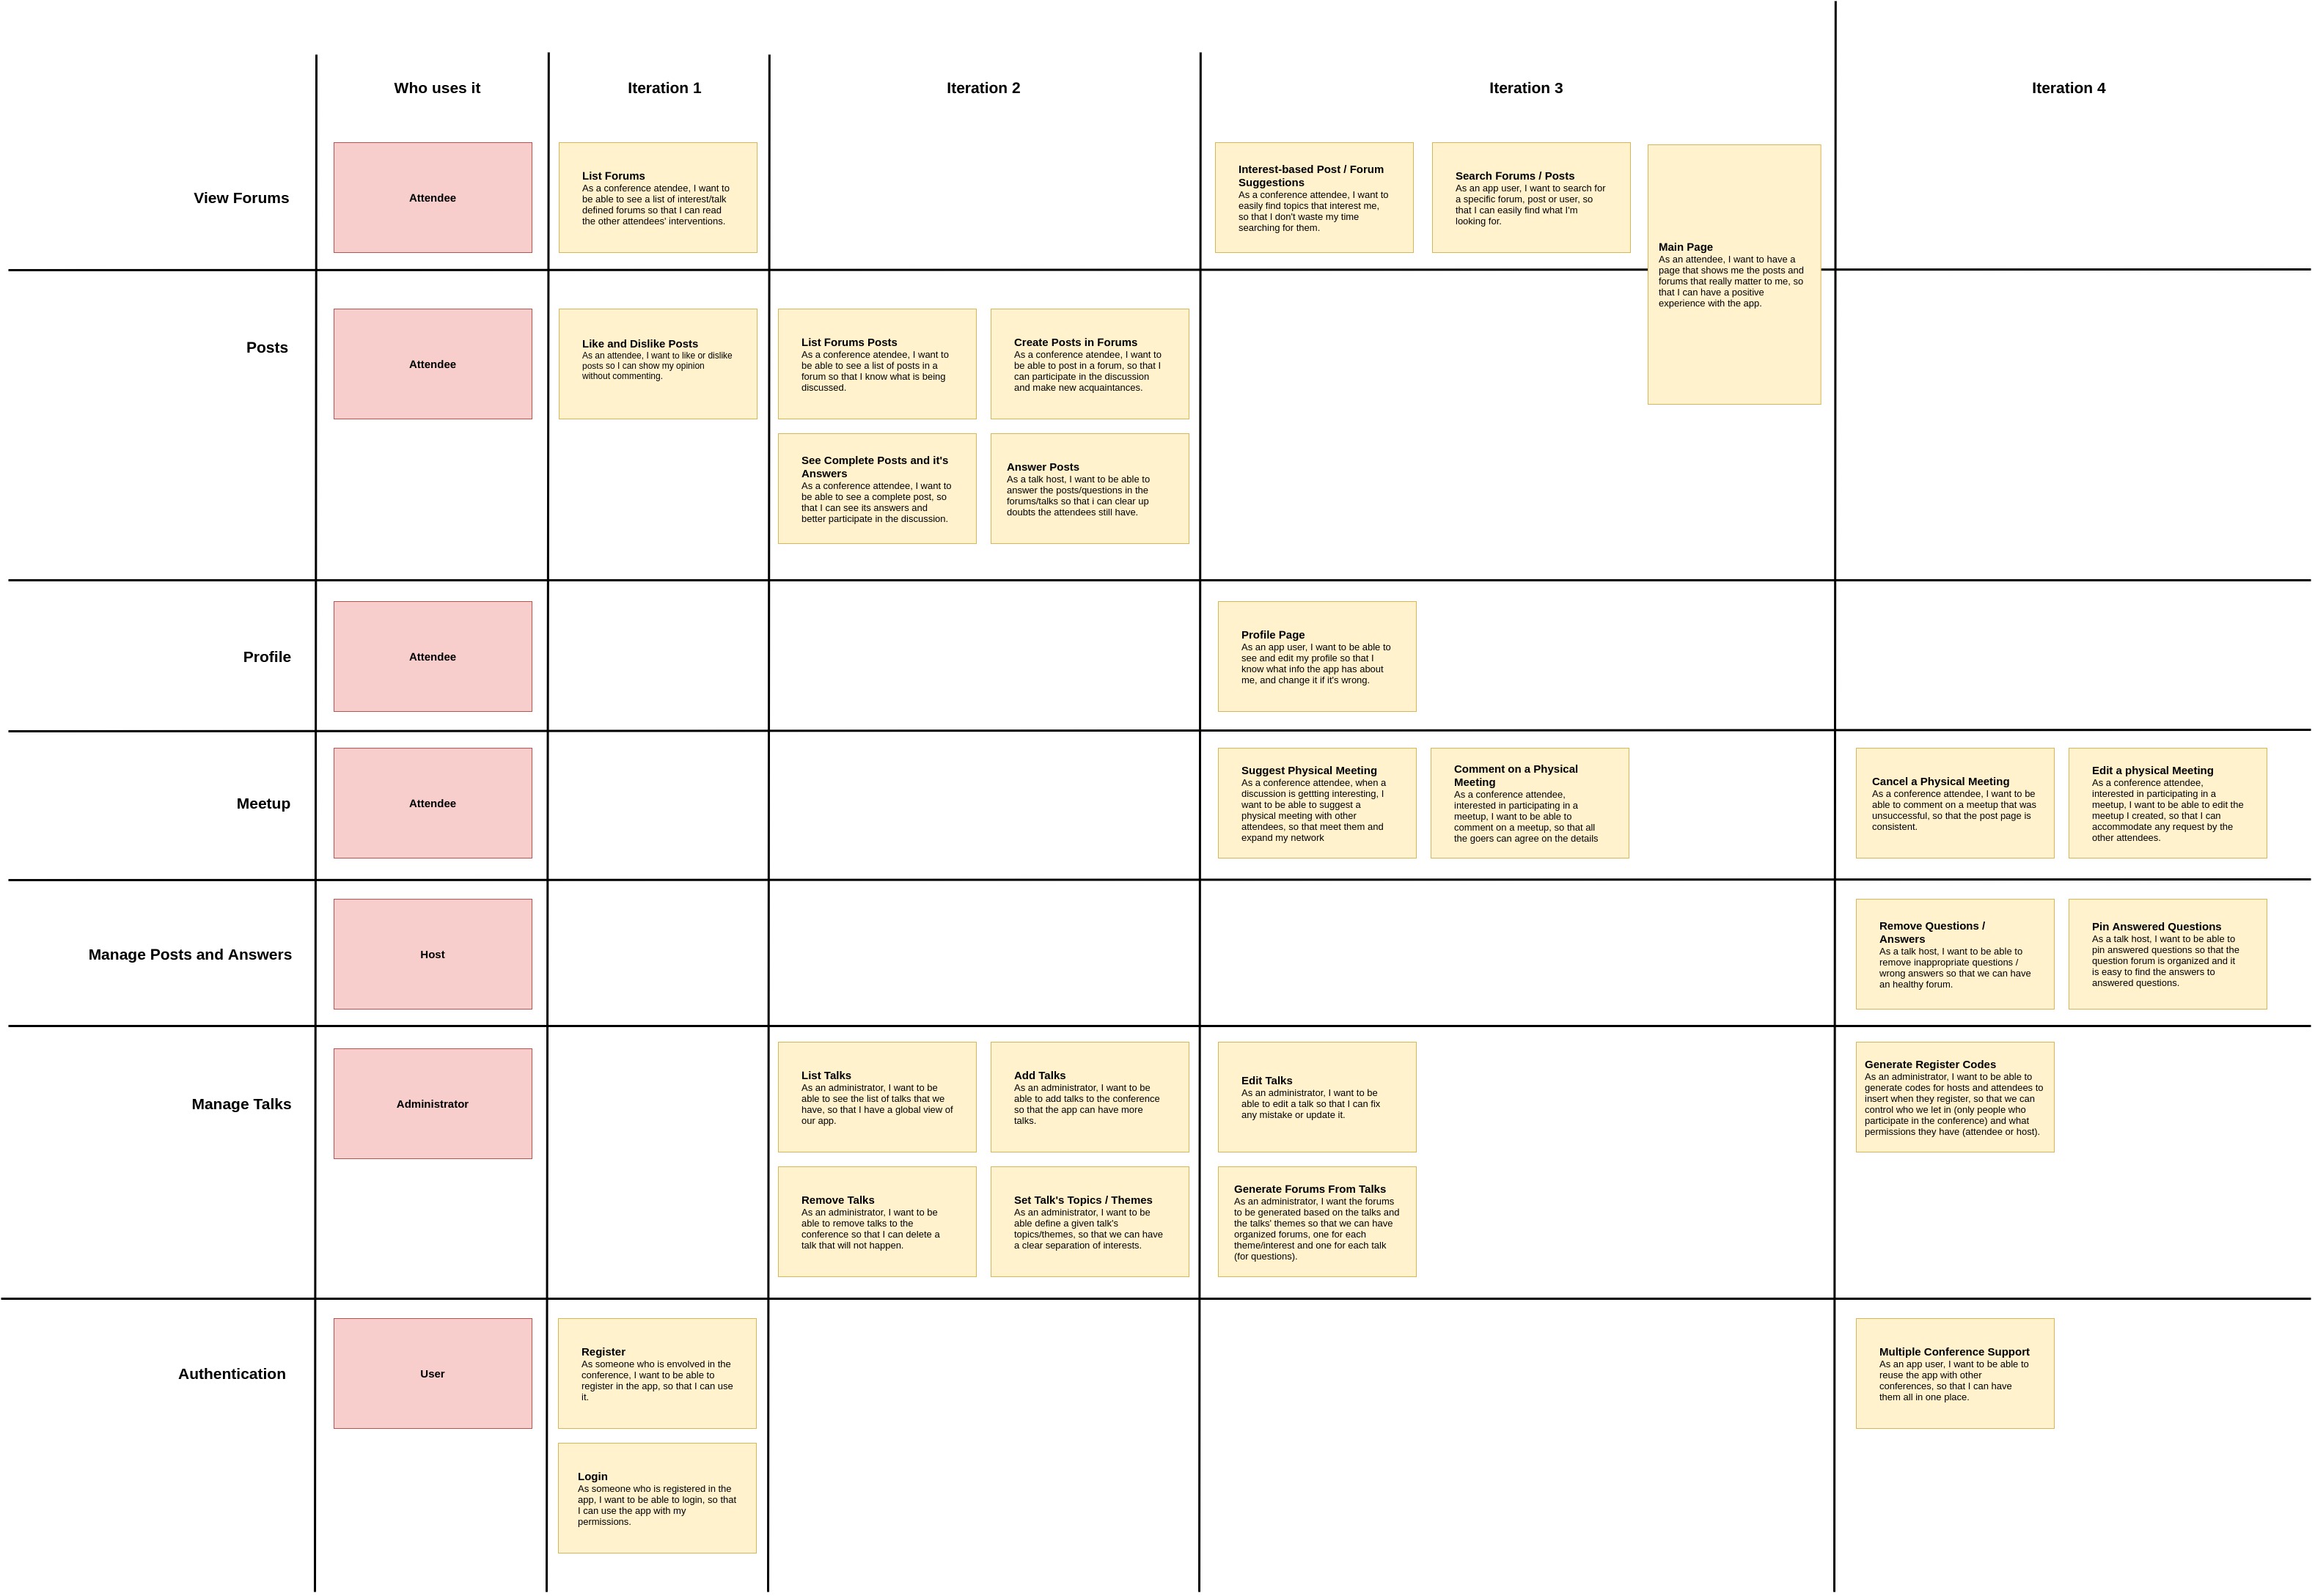 Who uses it
Iteration 1
Iteration 2
Iteration 3
Iteration 4
View Forums
Attendee
List Forums
As a conference atendee, I want to
be able to see a list of interest/talk
defined forums so that I can read
the other attendees' interventions.
Interest-based Post / Forum
Suggestions
As a conference attendee, I want to
easily find topics that interest me,
so that I don't waste my time
searching for them.
Search Forums / Posts
As an app user, I want to search for
a specific forum, post or user, so
that I can easily find what I'm
looking for.
Main Page
As an attendee, I want to have a
page that shows me the posts and
forums that really matter to me, so
that I can have a positive
experience with the app.
Posts
Attendee
Like and Dislike Posts
As an attendee, I want to like or dislike
posts so I can show my opinion
without commenting.
List Forums Posts
As a conference atendee, I want to
be able to see a list of posts in a
forum so that I know what is being
discussed.
Create Posts in Forums
As a conference atendee, I want to
be able to post in a forum, so that I
can participate in the discussion
and make new acquaintances.
See Complete Posts and it's
Answers
As a conference attendee, I want to
be able to see a complete post, so
that I can see its answers and
better participate in the discussion.
Answer Posts
As a talk host, I want to be able to
answer the posts/questions in the
forums/talks so that i can clear up
doubts the attendees still have.
Profile
Attendee
Profile Page
As an app user, I want to be able to
see and edit my profile so that I
know what info the app has about
me, and change it if it's wrong.
Meetup
Attendee
Suggest Physical Meeting
As a conference attendee, when a
discussion is gettting interesting, I
want to be able to suggest a
physical meeting with other
attendees, so that meet them and
expand my network
Comment on a Physical
Meeting
As a conference attendee,
interested in participating in a
meetup, I want to be able to
comment on a meetup, so that all
the goers can agree on the details
Cancel a Physical Meeting
As a conference attendee, I want to be
able to comment on a meetup that was
unsuccessful, so that the post page is
consistent.
Edit a physical Meeting
As a conference attendee,
interested in participating in a
meetup, I want to be able to edit the
meetup I created, so that I can
accommodate any request by the
other attendees.
Manage Posts and Answers
Host
Remove Questions /
Answers
As a talk host, I want to be able to
remove inappropriate questions /
wrong answers so that we can have
an healthy forum.
Pin Answered Questions
As a talk host, I want to be able to
pin answered questions so that the
question forum is organized and it
is easy to find the answers to
answered questions.
Manage Talks
Administrator
List Talks
As an administrator, I want to be
able to see the list of talks that we
have, so that I have a global view of
our app.
Add Talks
As an administrator, I want to be
able to add talks to the conference
so that the app can have more
talks.
Edit Talks
As an administrator, I want to be
able to edit a talk so that I can fix
any mistake or update it.
Generate Register Codes
As an administrator, I want to be able to
generate codes for hosts and attendees to
insert when they register, so that we can
control who we let in (only people who
participate in the conference) and what
permissions they have (attendee or host).
Remove Talks
As an administrator, I want to be
able to remove talks to the
conference so that I can delete a
talk that will not happen.
Set Talk's Topics / Themes
As an administrator, I want to be
able define a given talk's
topics/themes, so that we can have
a clear separation of interests.
Generate Forums From Talks
As an administrator, I want the forums
to be generated based on the talks and
the talks' themes so that we can have
organized forums, one for each
theme/interest and one for each talk
(for questions).
Authentication
User
Register
As someone who is envolved in the
conference, I want to be able to
register in the app, so that I can use
it.
Multiple Conference Support
As an app user, I want to be able to
reuse the app with other
conferences, so that I can have
them all in one place.
Login
As someone who is registered in the
app, I want to be able to login, so that
I can use the app with my
permissions.